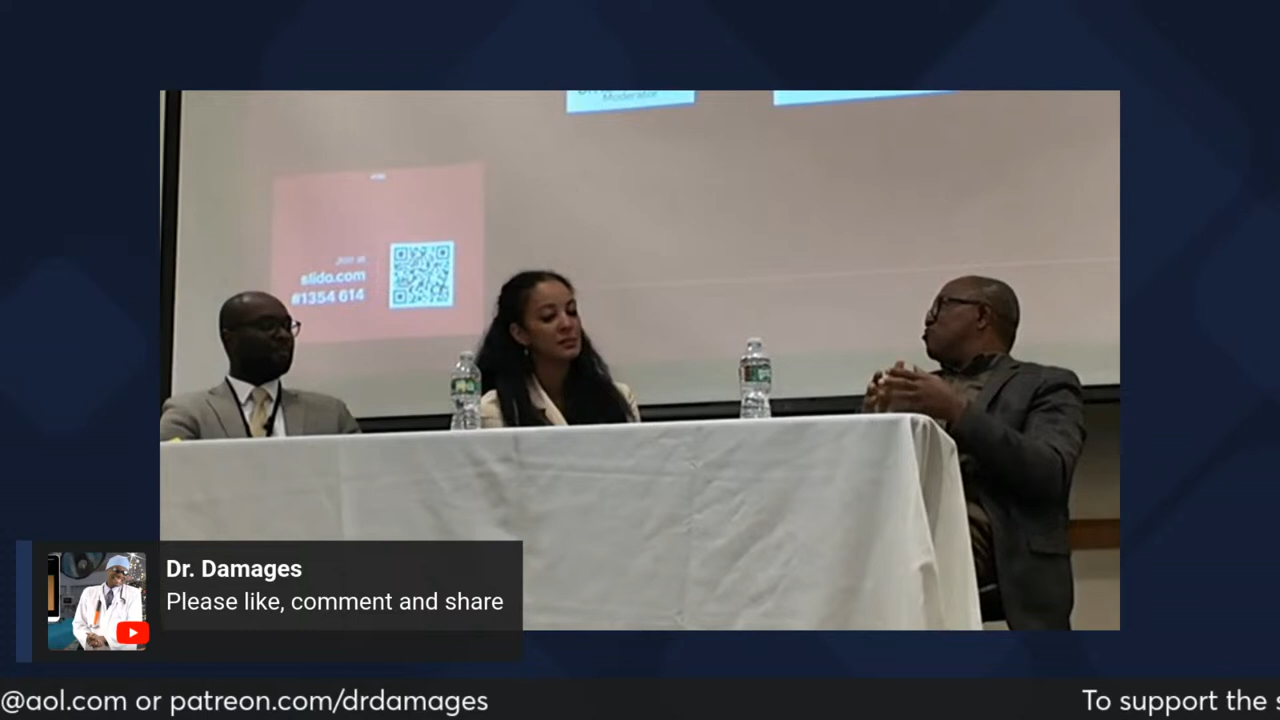 Moderator
Join at
slido.com
#1354 614
Dr. Damages
Please like, comment and share
@aol.com or patreon.com/drdamages
To support the